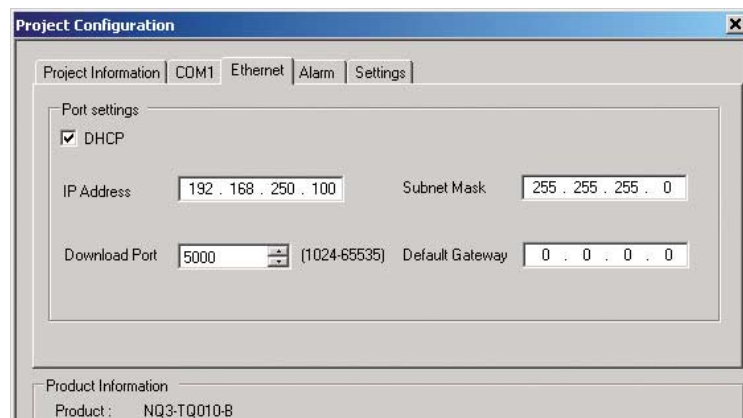 Project Configuration
Project Information COM1 Ethernet Alarm Settings
Port settings
DHCP
IP Address 192 . 168 . 250 . 100 Subnet Mask 255 . 255 . 255 . 0
Download Port 5000 (1024-65535) Default Gateway 0 . 0 . 0 . 0
Product Information
Product : NQ3-TQ010-B